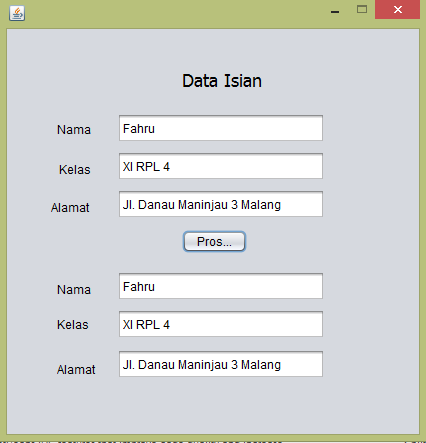 Data Isian
Nama Fahru
Kelas XI RPL 4
Alamat Jl. Danau Maninjau 3 Malang
Pros...
Nama Fahru
Kelas XI RPL 4
Alamat Jl. Danau Maninjau 3 Malang